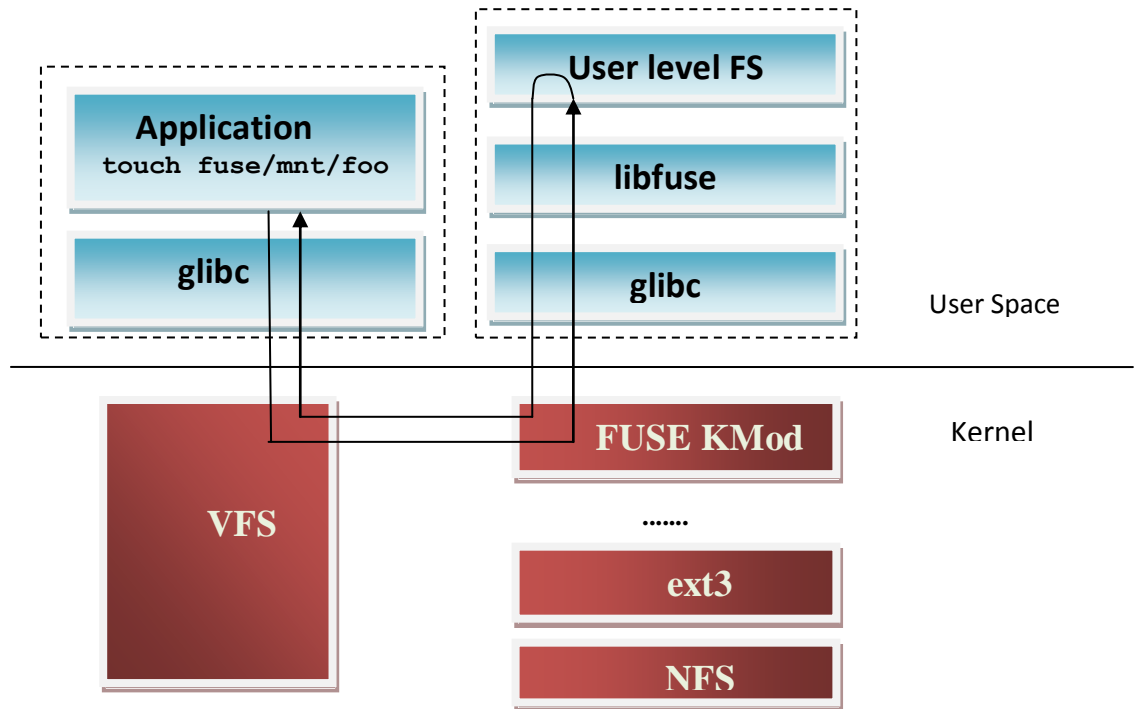 User level FS
Application
touch fuse/mnt/foo
libfuse
glibc
glibc
User Space
Kernel
FUSE KMod
VFS
.......
ext3
NFS